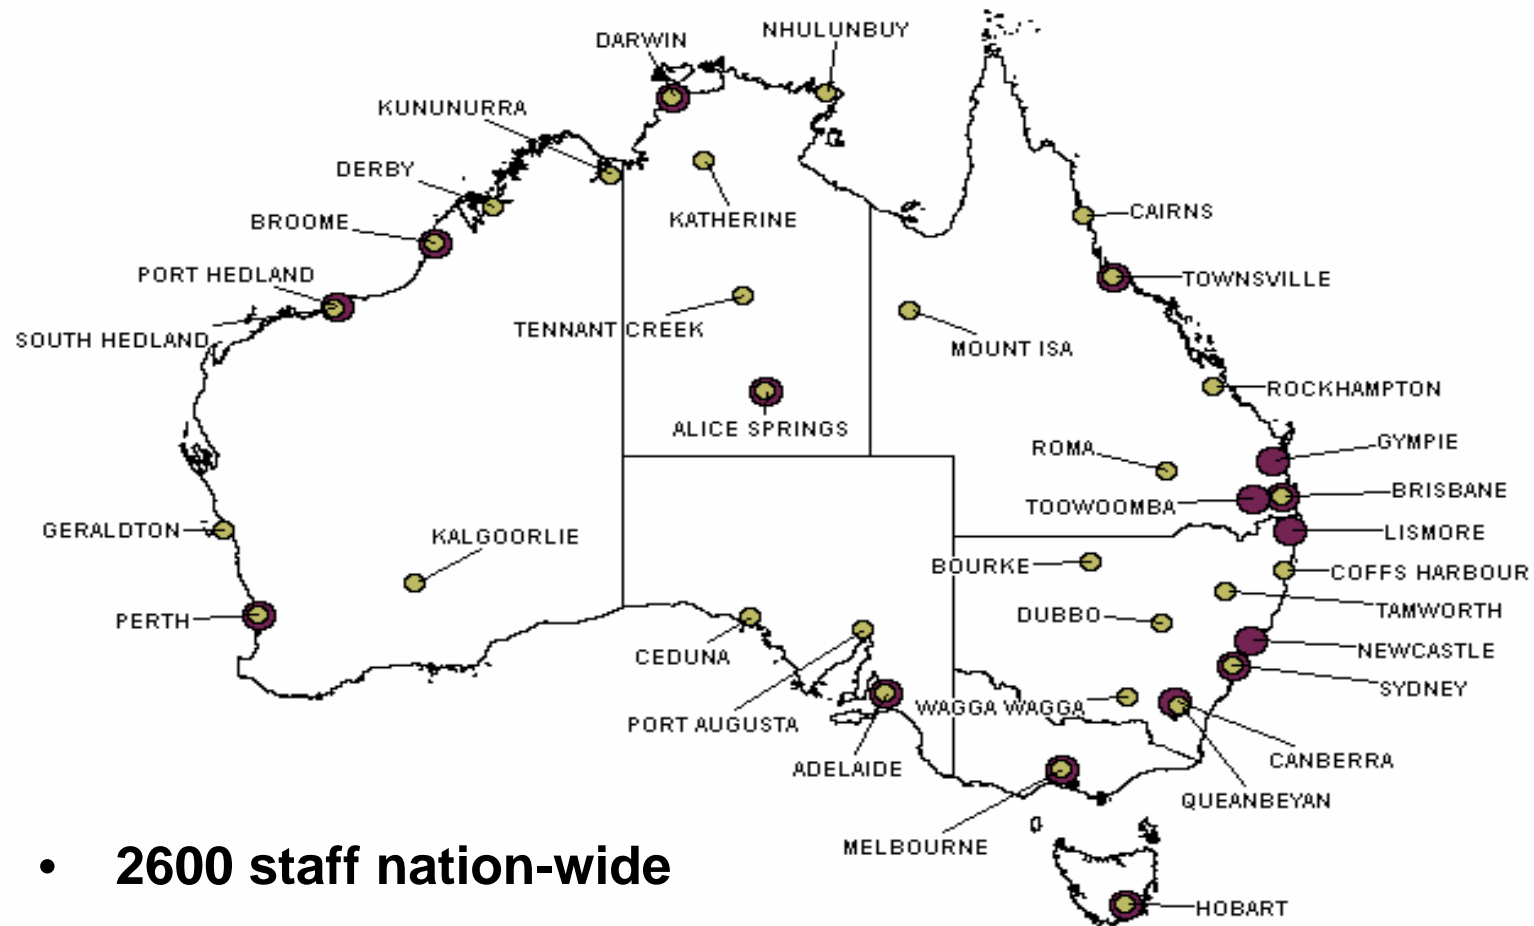 NHULUNBUY
DARWIN
KUNUNURRA
DERBY
BROOME
KATHERINE
CAIRNS
PORT HEDLAND
TOWNSVILLE
SOUTH HEDLAND
TENNANT CREEK
MOUNT ISA
ROCKHAMPTON
ALICE SPRINGS
GYMPIE
ROMA
BRISBANE
TOOWOOMBA
GERALDTON
KALGOORLIE
LISMORE
BOURKE
COFFS HARBOUR
TAMWORTH
DUBBO
PERTH
NEWCASTLE
CEDUNA
SYDNEY
WAGGA WAGGA
PORT AUGUSTA
CANBERRA
ADELAIDE
QUEANBEYAN
MELBOURNE
• 2600 staff nation-wide
HOBART